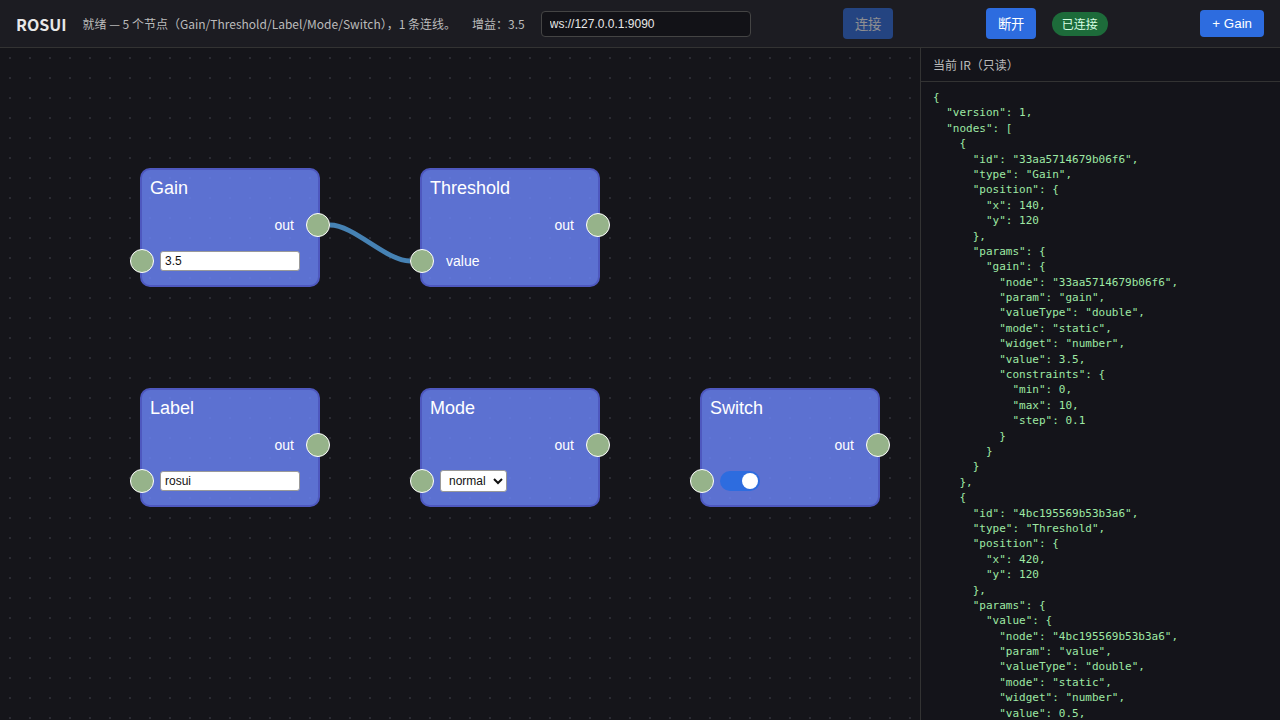 ROSUI 就绪 — 5 个节点（Gain/Threshold/Label/Mode/Switch），1 条连线。 增益：3.5 ws://127.0.0.1:9090 连接 断开 已连接 + Gain
当前 IR（只读）
Gain
out
3.5
Threshold
out
value
Label
out
rosui
Mode
out
normal
Switch
out
{
  "version": 1,
  "nodes": [
    {
      "id": "33aa5714679b06f6",
      "type": "Gain",
      "position": {
        "x": 140,
        "y": 120
      },
      "params": {
        "gain": {
          "node": "33aa5714679b06f6",
          "param": "gain",
          "valueType": "double",
          "mode": "static",
          "widget": "number",
          "value": 3.5,
          "constraints": {
            "min": 0,
            "max": 10,
            "step": 0.1
          }
        }
      }
    },
    {
      "id": "4bc195569b53b3a6",
      "type": "Threshold",
      "position": {
        "x": 420,
        "y": 120
      },
      "params": {
        "value": {
          "node": "4bc195569b53b3a6",
          "param": "value",
          "valueType": "double",
          "mode": "static",
          "widget": "number",
          "value": 0.5,